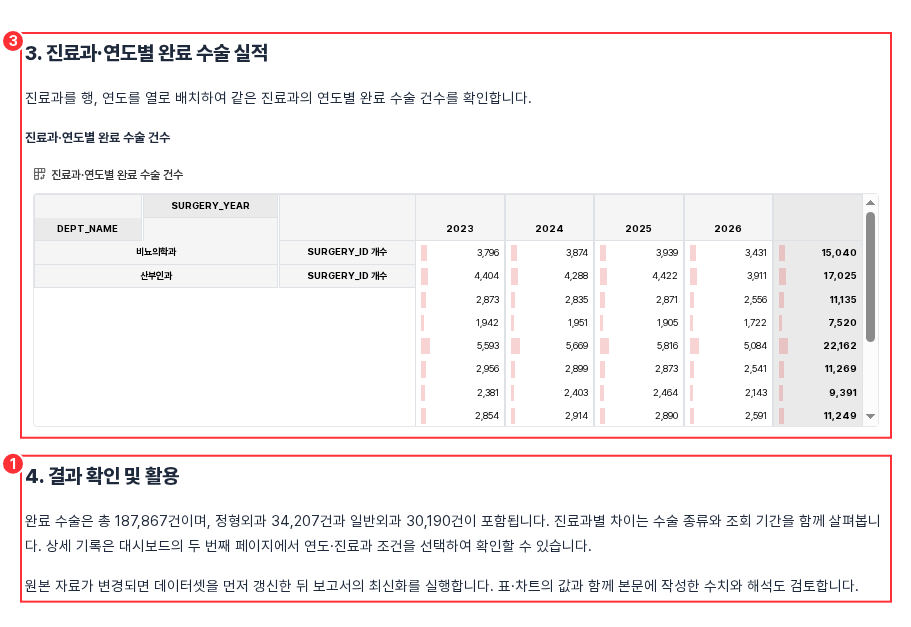 3
3. 진료과·연도별 완료 수술 실적
진료과를 행, 연도를 열로 배치하여 같은 진료과의 연도별 완료 수술 건수를 확인합니다.
진료과·연도별 완료 수술 건수
진료과·연도별 완료 수술 건수
SURGERY_YEAR
DEPT_NAME 2023 2024 2025 2026
비뇨의학과 SURGERY_ID 개수 3,796 3,874 3,939 3,431 15,040
산부인과 SURGERY_ID 개수 4,404 4,288 4,422 3,911 17,025
2,873 2,835 2,871 2,556 11,135
1,942 1,951 1,905 1,722 7,520
5,593 5,669 5,816 5,084 22,162
2,956 2,899 2,873 2,541 11,269
2,381 2,403 2,464 2,143 9,391
2,854 2,914 2,890 2,591 11,249
1
4. 결과 확인 및 활용
완료 수술은 총 187,867건이며, 정형외과 34,207건과 일반외과 30,190건이 포함됩니다. 진료과별 차이는 수술 종류와 조회 기간을 함께 살펴봅니
다. 상세 기록은 대시보드의 두 번째 페이지에서 연도·진료과 조건을 선택하여 확인할 수 있습니다.
원본 자료가 변경되면 데이터셋을 먼저 갱신한 뒤 보고서의 최신화를 실행합니다. 표·차트의 값과 함께 본문에 작성한 수치와 해석도 검토합니다.